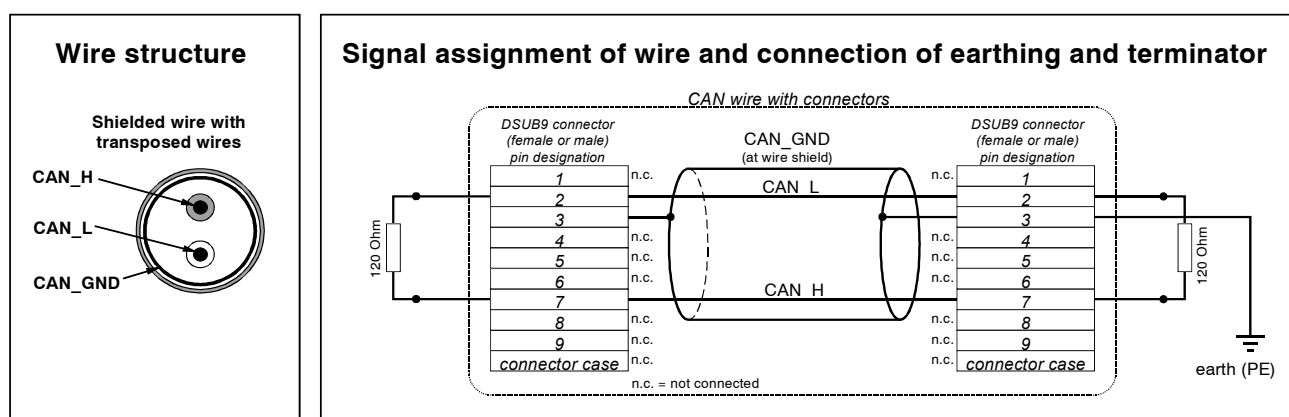 Wire structure
Shielded wire with
transposed wires
CAN_H
CAN_L
CAN_GND
Signal assignment of wire and connection of earthing and terminator
CAN wire with connectors
DSUB9 connector
(female or male)
pin designation
CAN_GND
(at wire shield)
DSUB9 connector
(female or male)
pin designation
1 n.c. n.c. 1
2 CAN_L 2
3 3
4 n.c. n.c. 4
5 n.c. n.c. 5
6 n.c. n.c. 6
7 CAN_H 7
8 n.c. n.c. 8
9 n.c. n.c. 9
connector case n.c. n.c. connector case
n.c. = not connected
120 Ohm
120 Ohm
earth (PE)